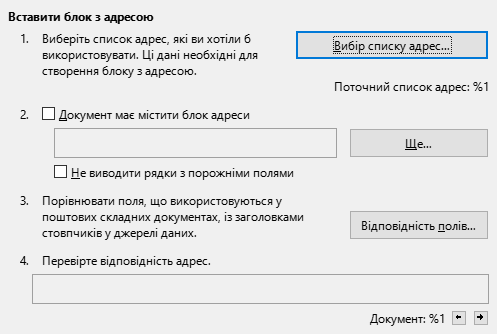 Вставити блок з адресою
1. Виберіть список адрес, які ви хотіли б
використовувати. Ці дані необхідні для
створення блоку з адресою.
Вибір списку адрес...
Поточний список адрес: %1
2. Документ має містити блок адреси
Ще...
Не виводити рядки з порожніми полями
3. Порівнювати поля, що використовуються у
поштових складних документах, із заголовками
стовпчиків у джерелі даних.
Відповідність полів...
4. Перевірте відповідність адрес.
Документ: %1